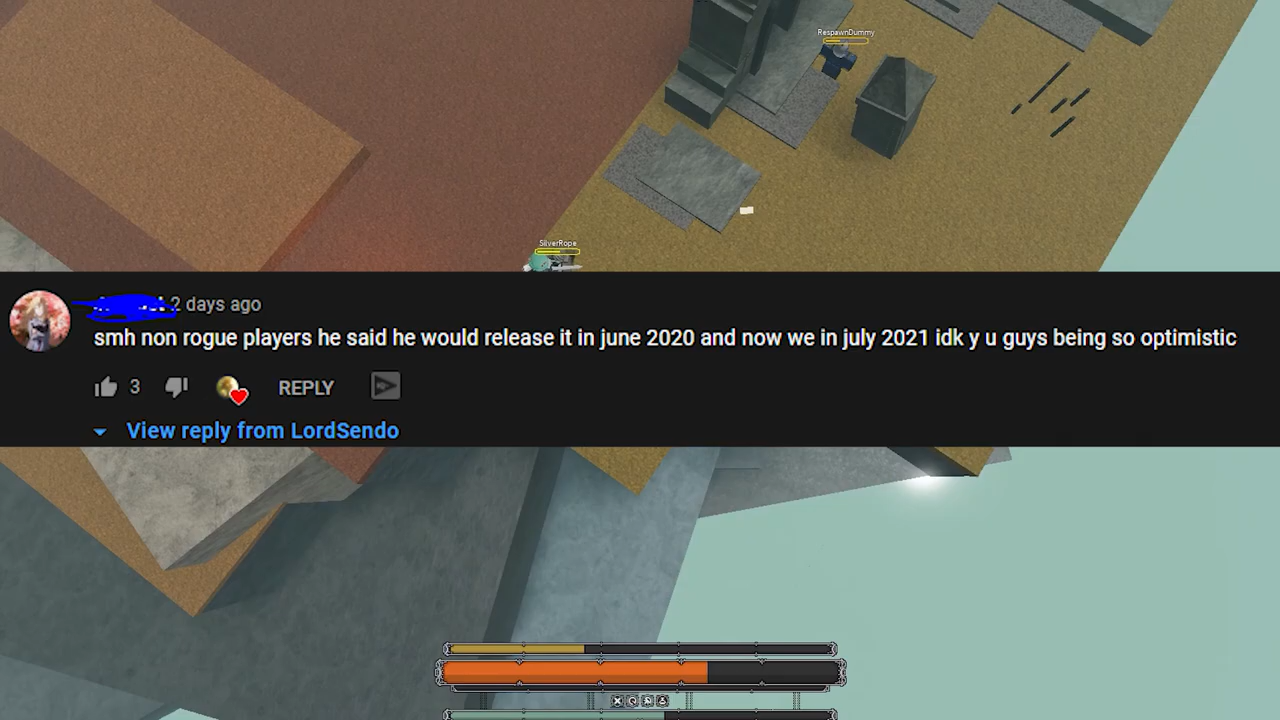 RespawnDummy
SilverRope
2 days ago
smh non rogue players he said he would release it in june 2020 and now we in july 2021 idk y u guys being so optimistic
3
REPLY
View reply from LordSendo